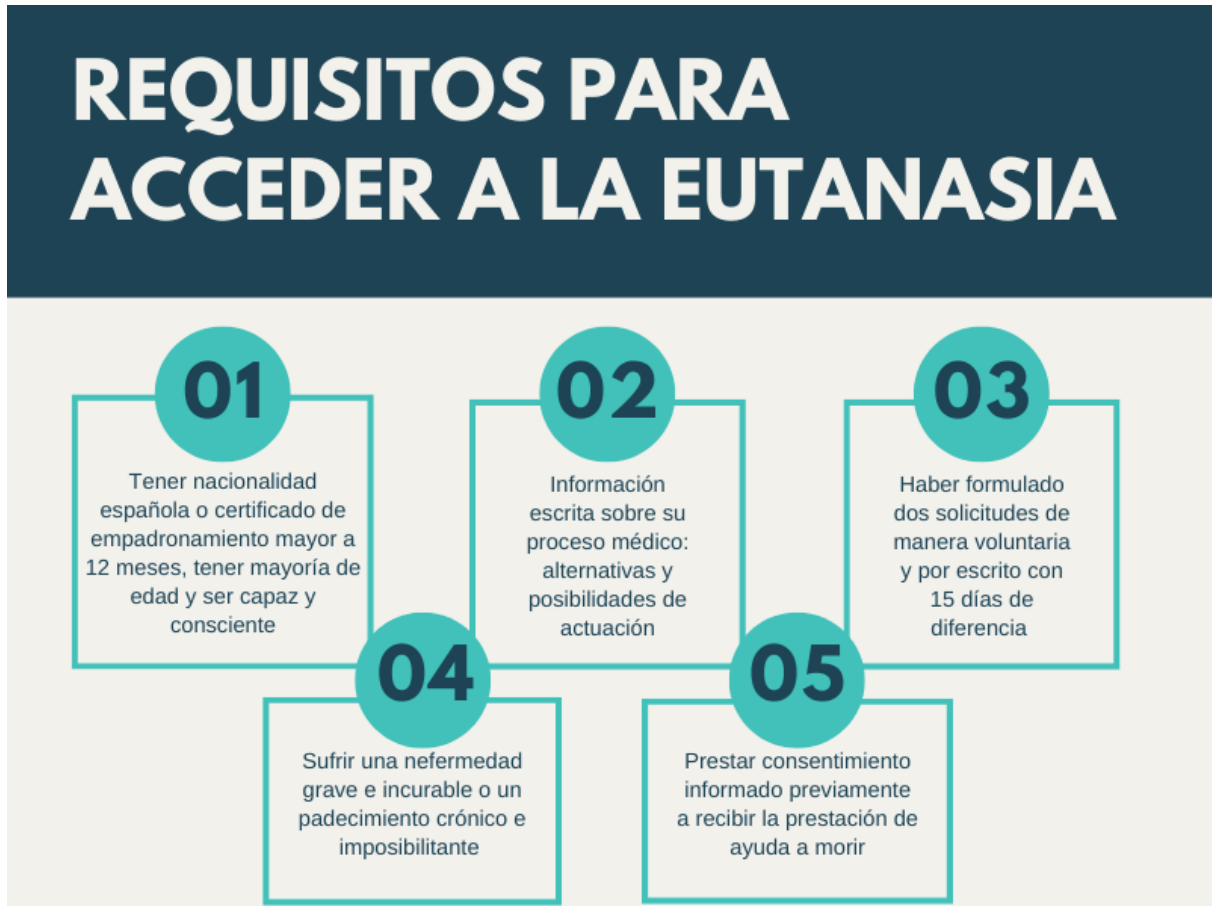 REQUISITOS PARA
ACCEDER A LA EUTANASIA
01
Tener nacionalidad
española o certificado de
empadronamiento mayor a
12 meses, tener mayoría de
edad y ser capaz y
consciente
02
Información
escrita sobre su
proceso médico:
alternativas y
posibilidades de
actuación
03
Haber formulado
dos solicitudes de
manera voluntaria
y por escrito con
15 días de
diferencia
04
Sufrir una nefermedad
grave e incurable o un
padecimiento crónico e
imposibilitante
05
Prestar consentimiento
informado previamente
a recibir la prestación de
ayuda a morir